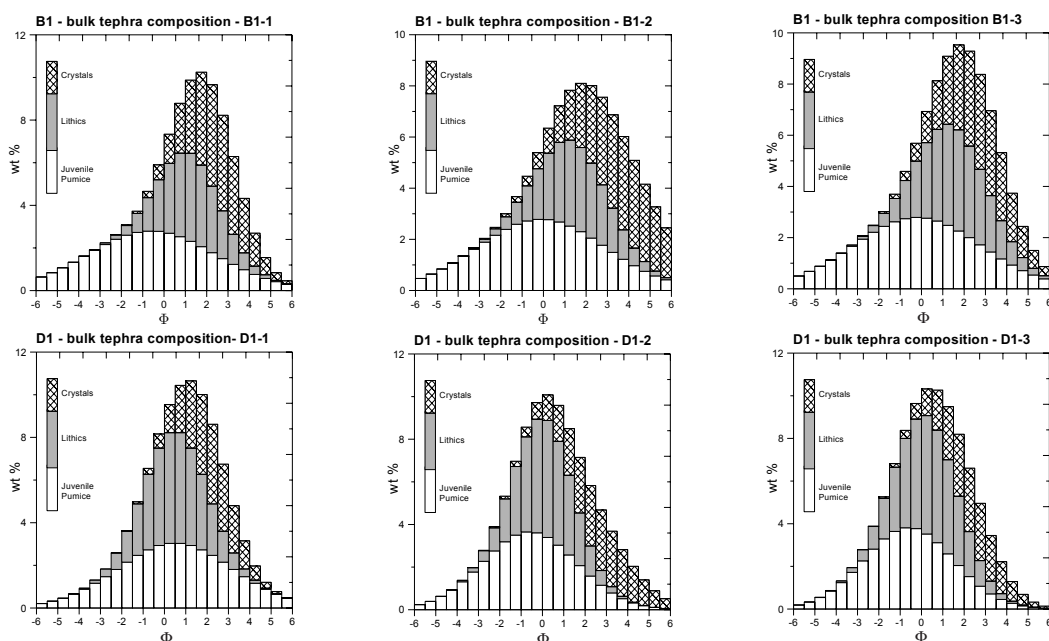 B1 - bulk tephra composition - B1-1
12
8
4
0
wt %
Crystals
Lithics
Juvenile
Pumice
-6 -5 -4 -3 -2 -1 0 1 2 3 4 5 6
Φ
B1 - bulk tephra composition - B1-2
10
8
6
4
2
0
wt %
Crystals
Lithics
Juvenile
Pumice
-6 -5 -4 -3 -2 -1 0 1 2 3 4 5 6
Φ
B1 - bulk tephra composition B1-3
10
8
6
4
2
0
wt %
Crystals
Lithics
Juvenile
Pumice
-6 -5 -4 -3 -2 -1 0 1 2 3 4 5 6
Φ
D1 - bulk tephra composition- D1-1
12
8
4
0
wt %
Crystals
Lithics
Juvenile
Pumice
-6 -5 -4 -3 -2 -1 0 1 2 3 4 5 6
Φ
D1 - bulk tephra composition - D1-2
12
8
4
0
wt %
Crystals
Lithics
Juvenile
Pumice
-6 -5 -4 -3 -2 -1 0 1 2 3 4 5 6
Φ
D1 - bulk tephra composition - D1-3
12
8
4
0
wt %
Crystals
Lithics
Juvenile
Pumice
-6 -5 -4 -3 -2 -1 0 1 2 3 4 5 6
Φ